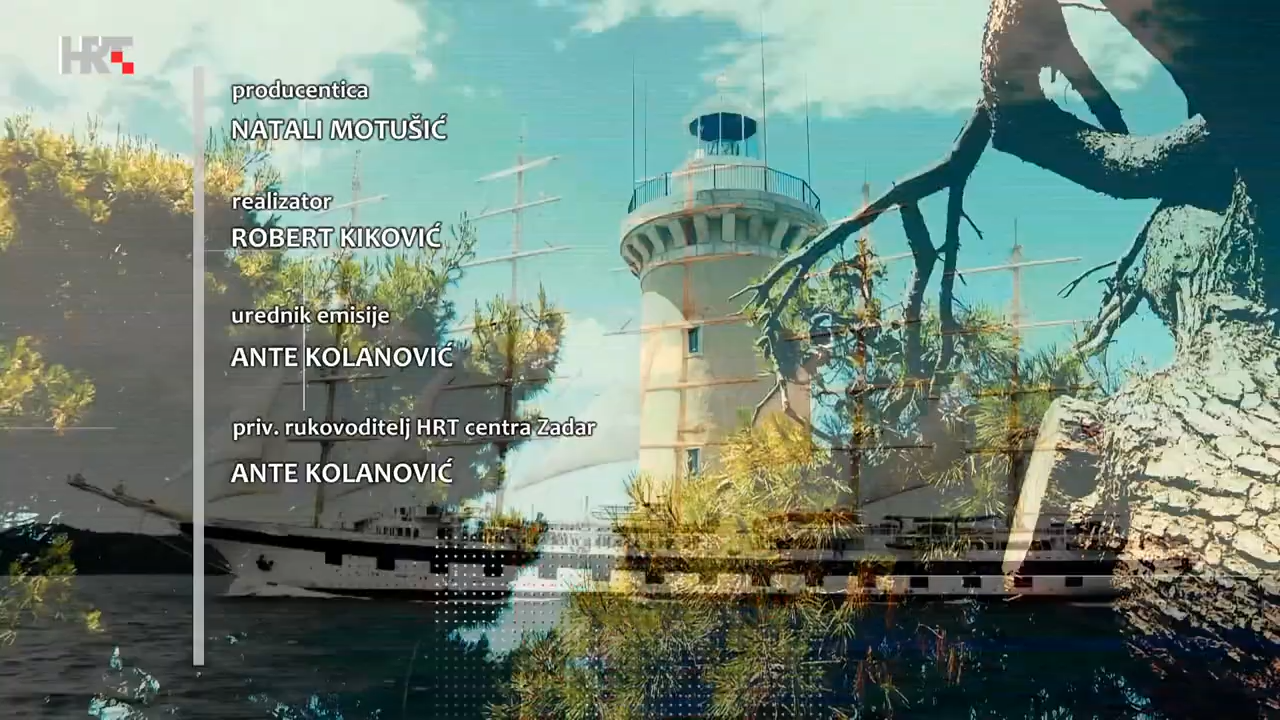 HRT
producentica
NATALI MOTUŠIĆ
realizator
ROBERT KIKOVIĆ
urednik emisije
ANTE KOLANOVIĆ
priv. rukovoditelj HRT centra Zadar
ANTE KOLANOVIĆ